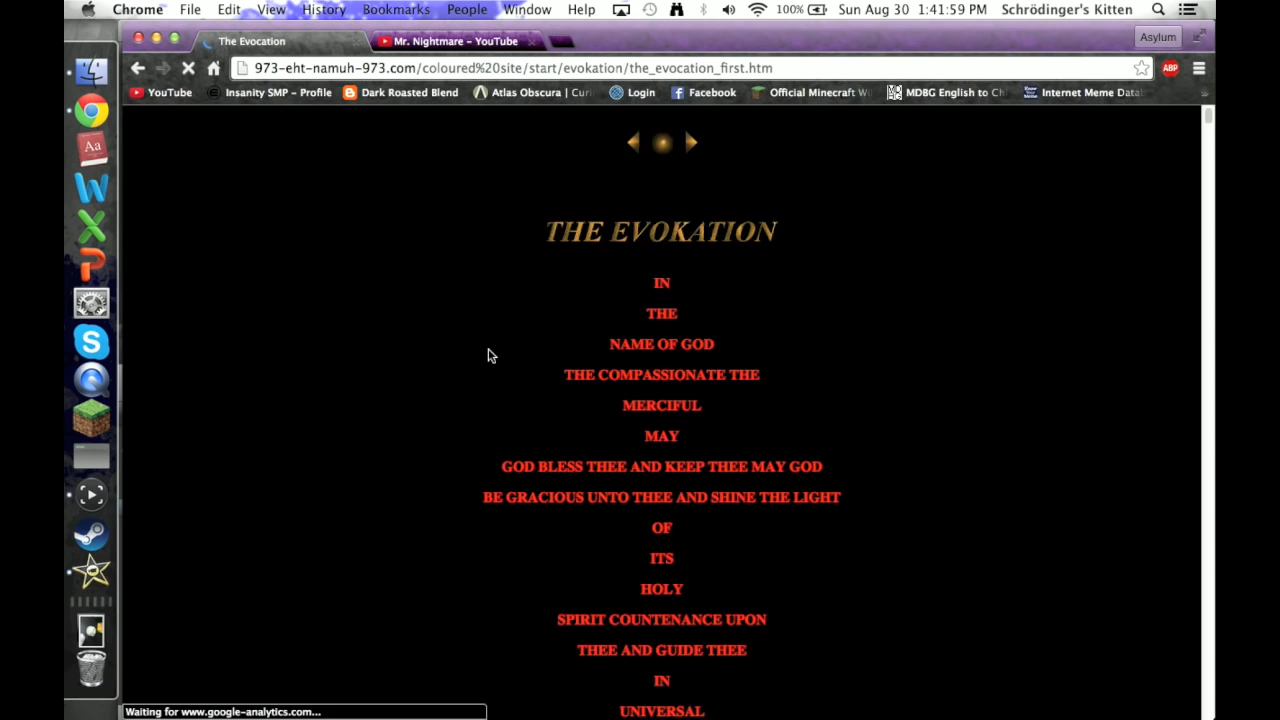 Chrome File Edit View History Bookmarks People Window Help 100% Sun Aug 30 1:41:59 PM Schrödinger's Kitten
The Evocation Mr. Nightmare – YouTube Asylum
973-eht-namuh-973.com/coloured%20site/start/evokation/the_evocation_first.htm ABP
YouTube Insanity SMP – Profile Dark Roasted Blend Atlas Obscura | Curi Login Facebook Official Minecraft W MDBG English to Ch Internet Meme Datab »
THE EVOKATION
IN
THE
NAME OF GOD
THE COMPASSIONATE THE
MERCIFUL
MAY
GOD BLESS THEE AND KEEP THEE MAY GOD
BE GRACIOUS UNTO THEE AND SHINE THE LIGHT
OF
ITS
HOLY
SPIRIT COUNTENANCE UPON
THEE AND GUIDE THEE
IN
UNIVERSAL
Waiting for www.google-analytics.com...